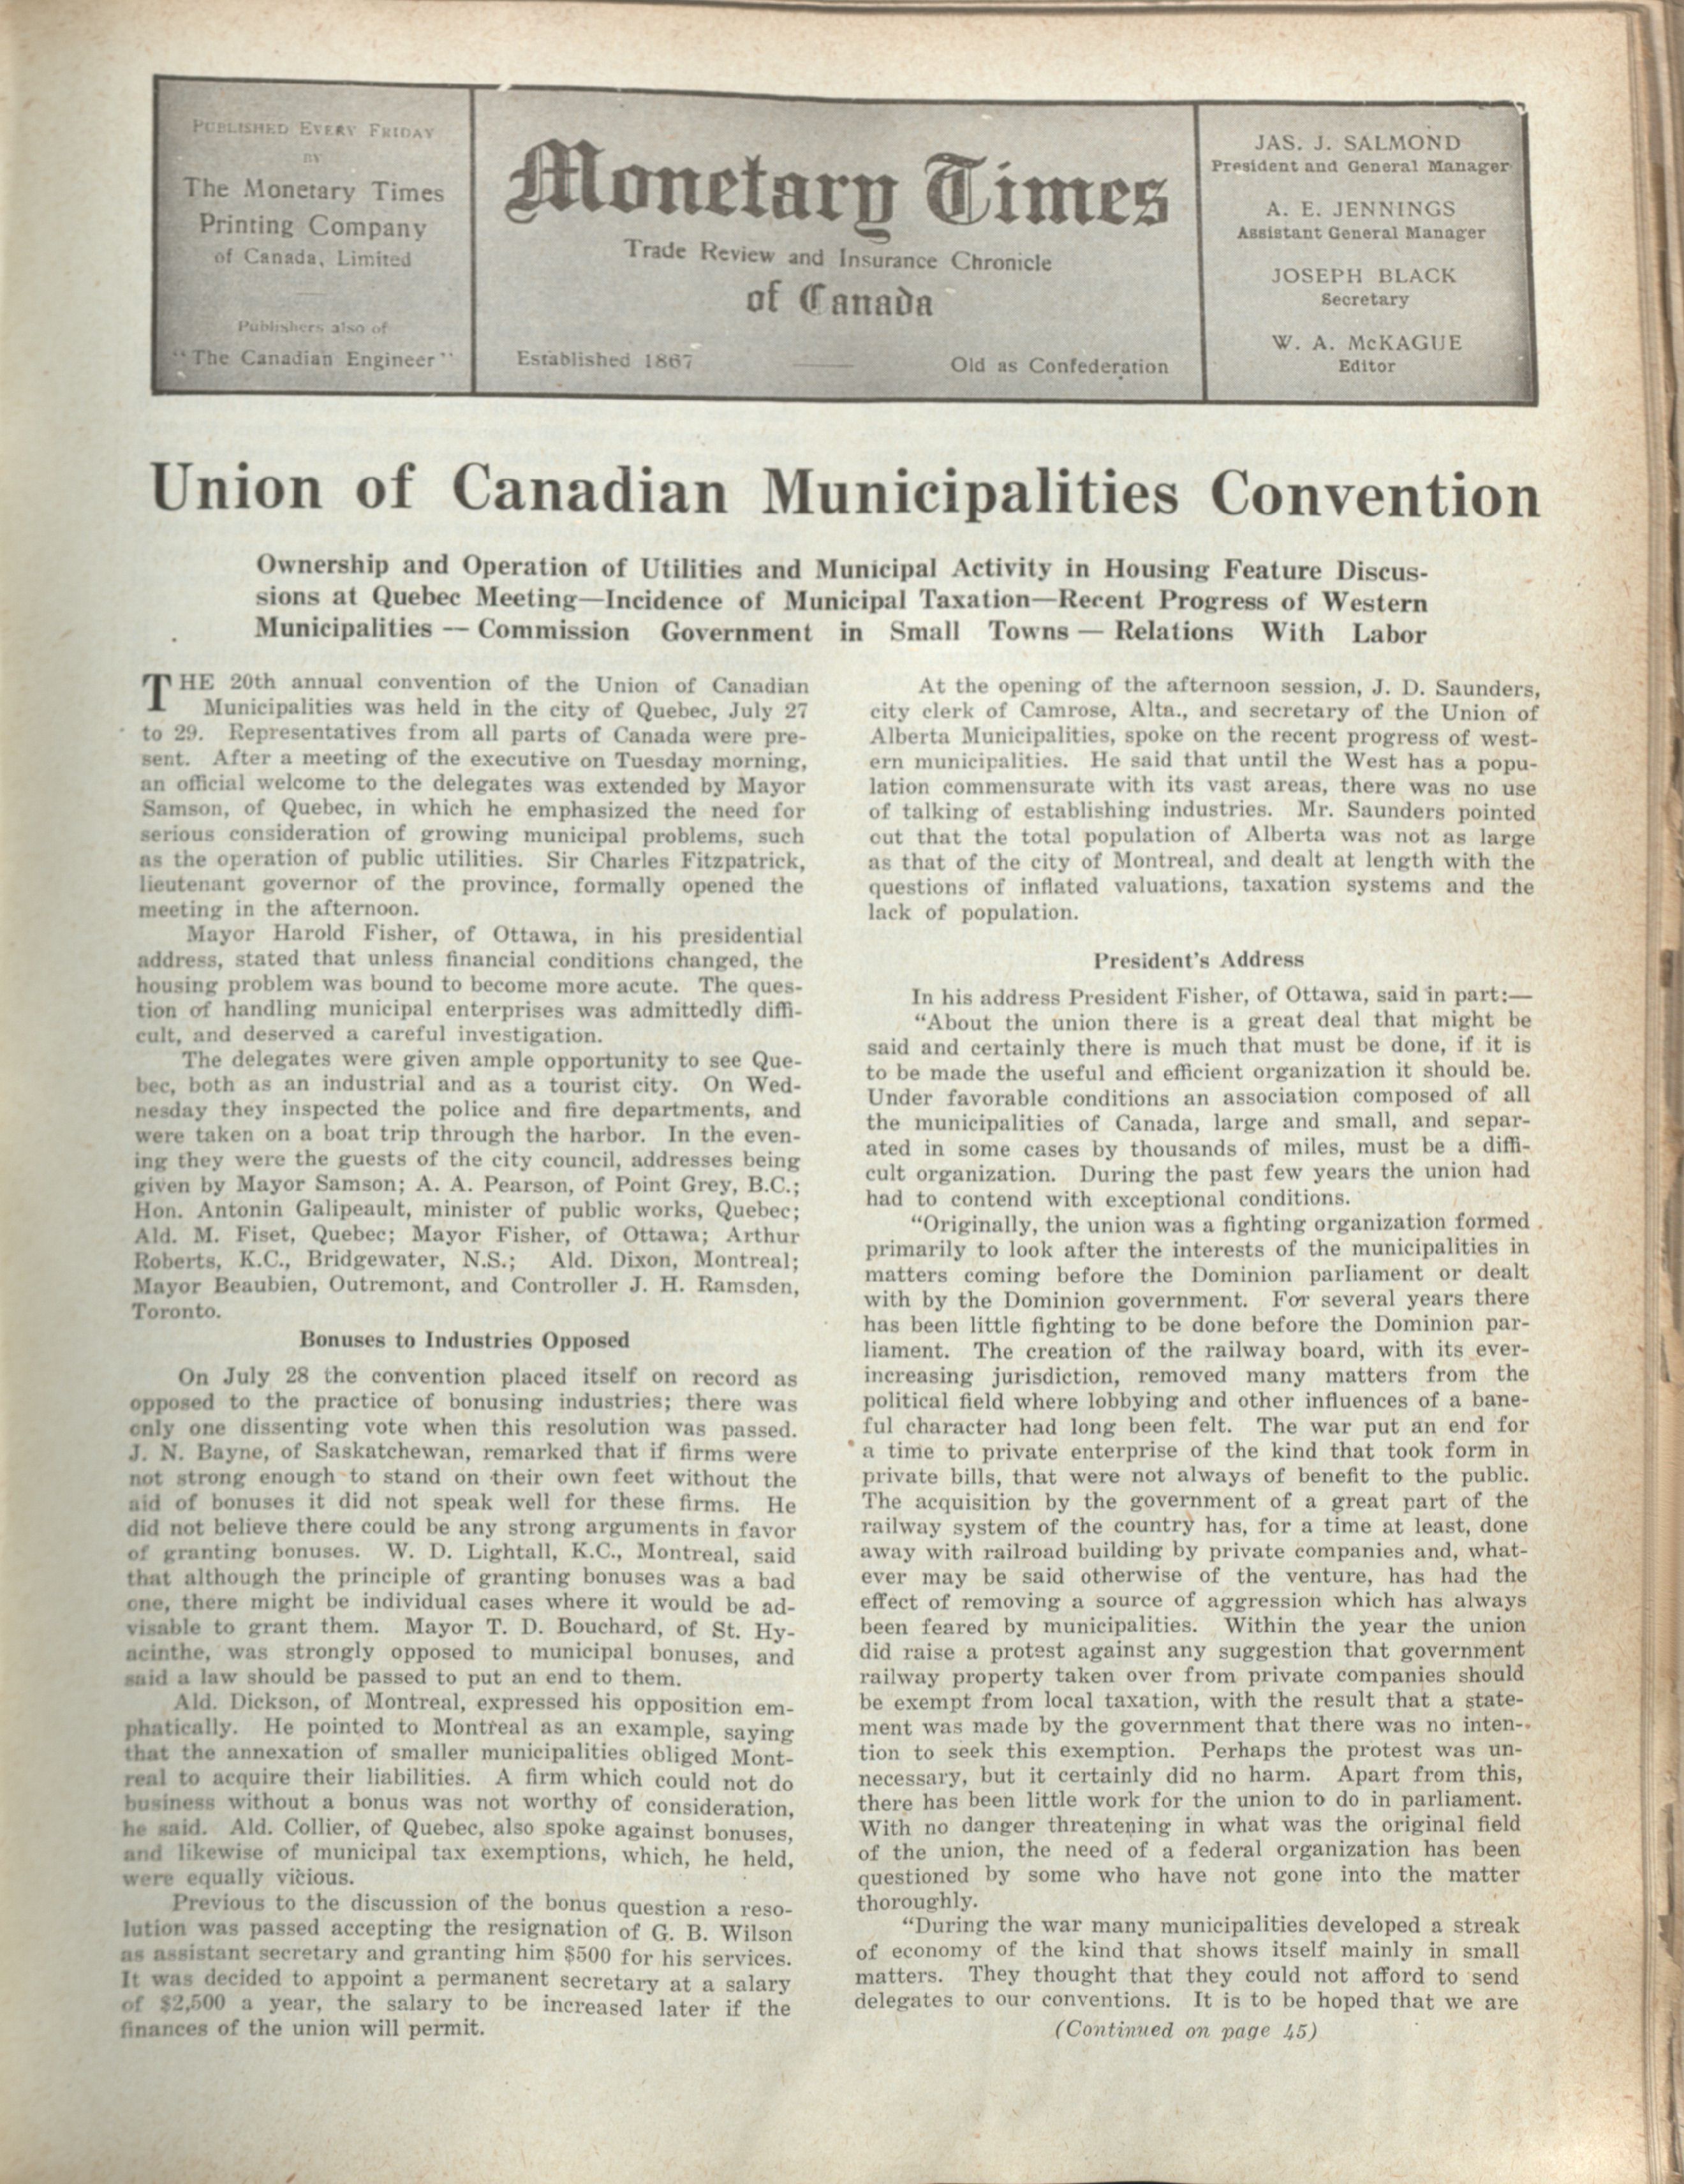 PUBLISHED EVERY FRIDAY
BY
The Monetary Times
Printing Company
of Canada, Limited
Publishers also of
"The Canadian Engineer"
Monetary Times
Trade Review and Insurance Chronicle
of Canada
Established 1867
Old as Confederation
JAS. J. SALMOND
President and General Manager
A. E. JENNINGS
Assistant General Manager
JOSEPH BLACK
Secretary
W. A. McKAGUE
Editor
Union of Canadian Municipalities Convention
Ownership and Operation of Utilities and Municipal Activity in Housing Feature Discus-
sions at Quebec Meeting—Incidence of Municipal Taxation—Recent Progress of Western
Municipalities — Commission Government in Small Towns — Relations With Labor
THE 20th annual convention of the Union of Canadian
Municipalities was held in the city of Quebec, July 27
to 29. Representatives from all parts of Canada were pre-
sent. After a meeting of the executive on Tuesday morning,
an official welcome to the delegates was extended by Mayor
Samson, of Quebec, in which he emphasized the need for
serious consideration of growing municipal problems, such
as the operation of public utilities. Sir Charles Fitzpatrick,
lieutenant governor of the province, formally opened the
meeting in the afternoon.
Mayor Harold Fisher, of Ottawa, in his presidential
address, stated that unless financial conditions changed, the
housing problem was bound to become more acute. The ques-
tion of handling municipal enterprises was admittedly diffi-
cult, and deserved a careful investigation.
The delegates were given ample opportunity to see Que-
bec, both as an industrial and as a tourist city. On Wed-
nesday they inspected the police and fire departments, and
were taken on a boat trip through the harbor. In the even-
ing they were the guests of the city council, addresses being
given by Mayor Samson; A. A. Pearson, of Point Grey, B.C.;
Hon. Antonin Galipeault, minister of public works, Quebec;
Ald. M. Fiset, Quebec; Mayor Fisher, of Ottawa; Arthur
Roberts, K.C., Bridgewater, N.S.; Ald. Dixon, Montreal;
Mayor Beaubien, Outremont, and Controller J. H. Ramsden,
Toronto.
Bonuses to Industries Opposed
On July 28 the convention placed itself on record as
opposed to the practice of bonusing industries; there was
only one dissenting vote when this resolution was passed.
J. N. Bayne, of Saskatchewan, remarked that if firms were
not strong enough to stand on their own feet without the
aid of bonuses it did not speak well for these firms. He
did not believe there could be any strong arguments in favor
of granting bonuses. W. D. Lightall, K.C., Montreal, said
that although the principle of granting bonuses was a bad
one, there might be individual cases where it would be ad-
visable to grant them. Mayor T. D. Bouchard, of St. Hy-
acinthe, was strongly opposed to municipal bonuses, and
said a law should be passed to put an end to them.
Ald. Dickson, of Montreal, expressed his opposition em-
phatically. He pointed to Montreal as an example, saying
that the annexation of smaller municipalities obliged Mont-
real to acquire their liabilities. A firm which could not do
business without a bonus was not worthy of consideration,
he said. Ald. Collier, of Quebec, also spoke against bonuses,
and likewise of municipal tax exemptions, which, he held,
were equally vicious.
Previous to the discussion of the bonus question a reso-
lution was passed accepting the resignation of G. B. Wilson
as assistant secretary and granting him $500 for his services.
It was decided to appoint a permanent secretary at a salary
of $2,500 a year, the salary to be increased later if the
finances of the union will permit.
At the opening of the afternoon session, J. D. Saunders,
city clerk of Camrose, Alta., and secretary of the Union of
Alberta Municipalities, spoke on the recent progress of west-
ern municipalities. He said that until the West has a popu-
lation commensurate with its vast areas, there was no use
of talking of establishing industries. Mr. Saunders pointed
out that the total population of Alberta was not as large
as that of the city of Montreal, and dealt at length with the
questions of inflated valuations, taxation systems and the
lack of population.
President's Address
In his address President Fisher, of Ottawa, said in part:—
"About the union there is a great deal that might be
said and certainly there is much that must be done, if it is
to be made the useful and efficient organization it should be.
Under favorable conditions an association composed of all
the municipalities of Canada, large and small, and separ-
ated in some cases by thousands of miles, must be a diffi-
cult organization. During the past few years the union had
had to contend with exceptional conditions.
"Originally, the union was a fighting organization formed
primarily to look after the interests of the municipalities in
matters coming before the Dominion parliament or dealt
with by the Dominion government. For several years there
has been little fighting to be done before the Dominion par-
liament. The creation of the railway board, with its ever-
increasing jurisdiction, removed many matters from the
political field where lobbying and other influences of a bane-
ful character had long been felt. The war put an end for
a time to private enterprise of the kind that took form in
private bills, that were not always of benefit to the public.
The acquisition by the government of a great part of the
railway system of the country has, for a time at least, done
away with railroad building by private companies and, what-
ever may be said otherwise of the venture, has had the
effect of removing a source of aggression which has always
been feared by municipalities. Within the year the union
did raise a protest against any suggestion that government
railway property taken over from private companies should
be exempt from local taxation, with the result that a state-
ment was made by the government that there was no inten-
tion to seek this exemption. Perhaps the protest was un-
necessary, but it certainly did no harm. Apart from this,
there has been little work for the union to do in parliament.
With no danger threatening in what was the original field
of the union, the need of a federal organization has been
questioned by some who have not gone into the matter
thoroughly.
"During the war many municipalities developed a streak
of economy of the kind that shows itself mainly in small
matters. They thought that they could not afford to send
delegates to our conventions. It is to be hoped that we are
(Continued on page 45)